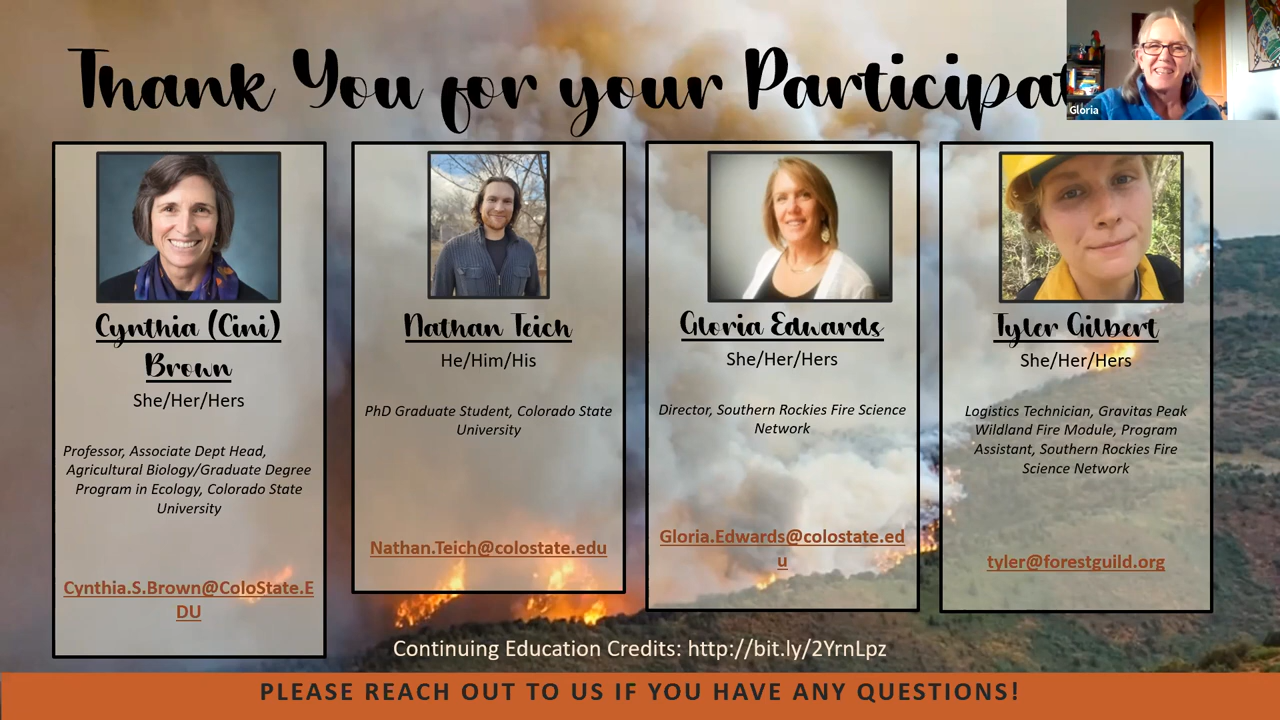 Thank You for your Participat
Gloria
Cynthia (Cini)
Brown
She/Her/Hers
Professor, Associate Dept Head,
Agricultural Biology/Graduate Degree
Program in Ecology, Colorado State
University
Cynthia.S.Brown@ColoState.E
DU
Nathan Teich
He/Him/His
PhD Graduate Student, Colorado State
University
Nathan.Teich@colostate.edu
Gloria Edwards
She/Her/Hers
Director, Southern Rockies Fire Science
Network
Gloria.Edwards@colostate.ed
u
Tyler Gilbert
She/Her/Hers
Logistics Technician, Gravitas Peak
Wildland Fire Module, Program
Assistant, Southern Rockies Fire
Science Network
tyler@forestguild.org
Continuing Education Credits: http://bit.ly/2YrnLpz
PLEASE REACH OUT TO US IF YOU HAVE ANY QUESTIONS!